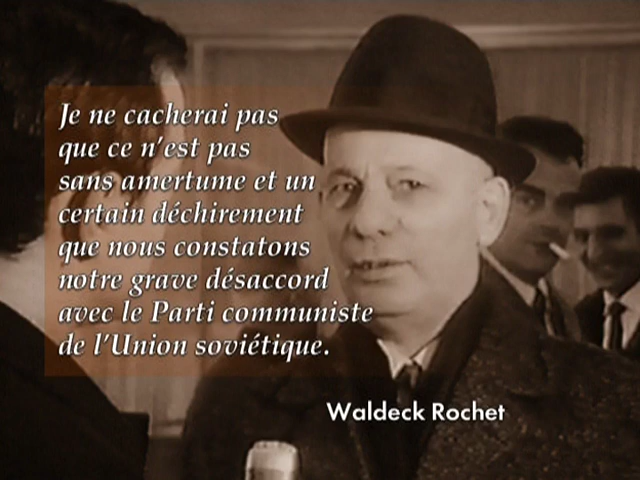 Je ne cacherai pas
que ce n'est pas
sans amertume et un
certain déchirement
que nous constatons
notre grave désaccord
avec le Parti communiste
de l'Union soviétique.
Waldeck Rochet